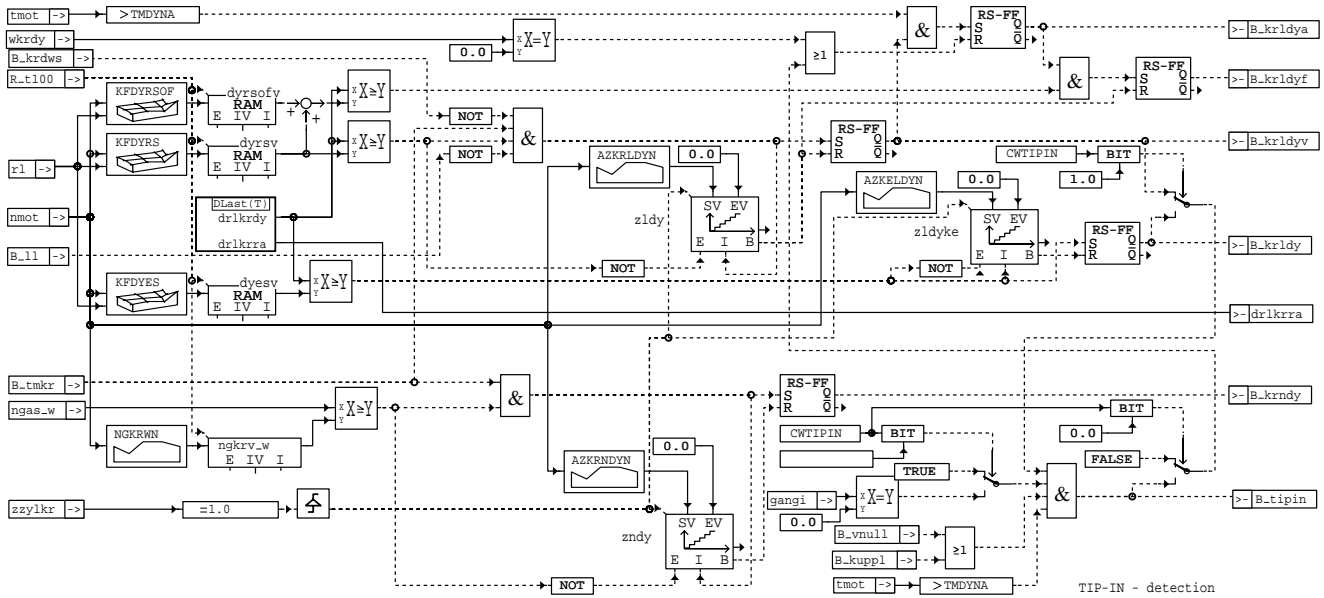 tmot -> >TMDYNA & RS-FF S Q R Q >- B_krldya
wkrdy -> 0.0 X Y X=Y ≥1
B_krdws ->
R_t100 ->
KFDYRSOF dyrsofv RAM E IV I + + X Y X≥Y & RS-FF S Q R Q >- B_krldyf
NOT
KFDYRS dyrsv RAM E IV I X Y X≥Y NOT & RS-FF S Q R Q >- B_krldyv
AZKRLDYN 0.0 CWTIPIN BIT
rl -> 1.0
AZKELDYN 0.0
DLast(T)
drlkrdy
drlkrra
nmot ->
zldy SV EV E I B
zldyke SV EV E I B
RS-FF S Q R Q >- B_krldy
B_ll ->
NOT NOT
KFDYES dyesv RAM E IV I X Y X≥Y
>- drlkrra
B_tmkr -> & RS-FF S Q R Q >- B_krndy
ngas_w -> X Y X≥Y
BIT
CWTIPIN BIT 0.0
NGKRWN ngkrv_w E IV I
0.0
AZKRNDYN
TRUE FALSE
gangi -> X Y X=Y
0.0
& >- B_tipin
zzylkr -> =1.0
zndy SV EV E I B
B_vnull -> ≥1
B_kuppl ->
NOT
tmot -> >TMDYNA
TIP-IN - detection